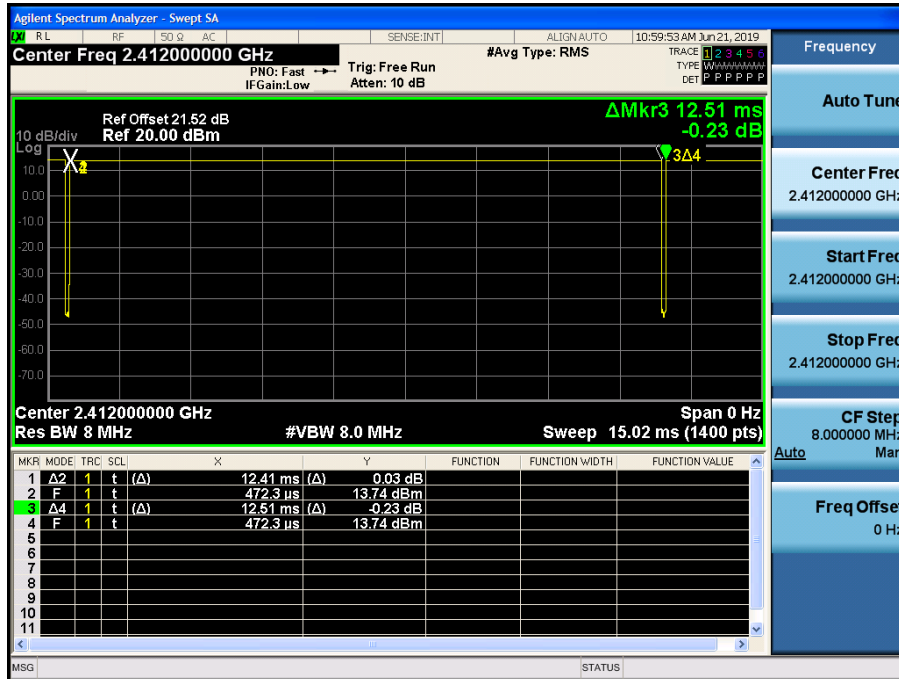 Agilent Spectrum Analyzer - Swept SA
LXI RL RF 50 Ω AC SENSE:INT ALIGN AUTO 10:59:53 AM Jun 21, 2019
Center Freq 2.412000000 GHz
PNO: Fast
IFGain:Low
Trig: Free Run
Atten: 10 dB
#Avg Type: RMS
TRACE 1 2 3 4 5 6
TYPE WWWWWW
DET P P P P P P
Frequency
Auto Tune
Center Freq
2.412000000 GHz
Start Freq
2.412000000 GHz
Stop Freq
2.412000000 GHz
CF Step
8.000000 MHz
Auto Man
Freq Offset
0 Hz
ΔMkr3 12.51 ms
-0.23 dB
Ref Offset 21.52 dB
10 dB/div Ref 20.00 dBm
Log
10.0
0.00
-10.0
-20.0
-30.0
-40.0
-50.0
-60.0
-70.0
X 2
3Δ4
Center 2.412000000 GHz Span 0 Hz
Res BW 8 MHz #VBW 8.0 MHz Sweep 15.02 ms (1400 pts)
MKR MODE TRC SCL X Y FUNCTION FUNCTION WIDTH FUNCTION VALUE
1 Δ2 1 t (Δ) 12.41 ms (Δ) 0.03 dB
2 F 1 t 472.3 µs 13.74 dBm
3 Δ4 1 t (Δ) 12.51 ms (Δ) -0.23 dB
4 F 1 t 472.3 µs 13.74 dBm
5
6
7
8
9
10
11
MSG STATUS